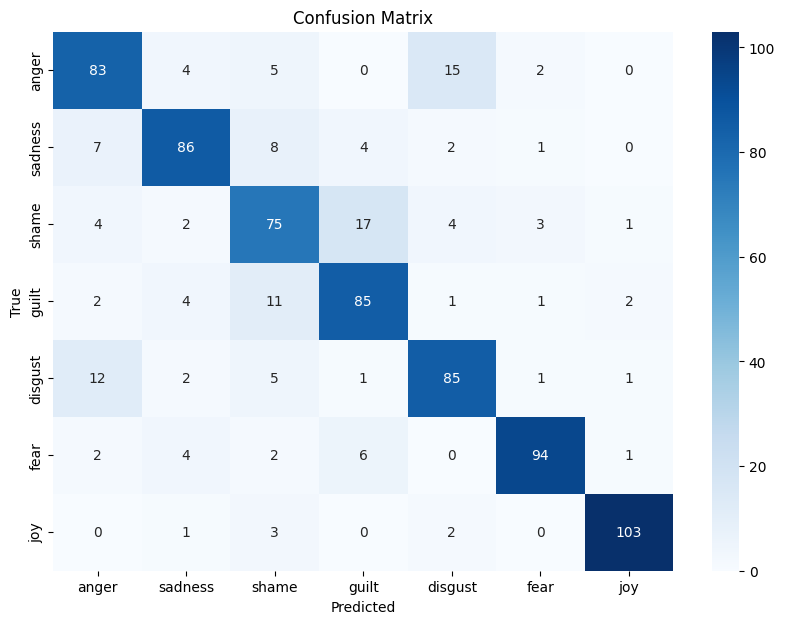 Confusion Matrix
anger 83 4 5 0 15 2 0
sadness 7 86 8 4 2 1 0
shame 4 2 75 17 4 3 1
guilt 2 4 11 85 1 1 2
disgust 12 2 5 1 85 1 1
fear 2 4 2 6 0 94 1
joy 0 1 3 0 2 0 103
True
anger sadness shame guilt disgust fear joy
Predicted
100
80
60
40
20
0